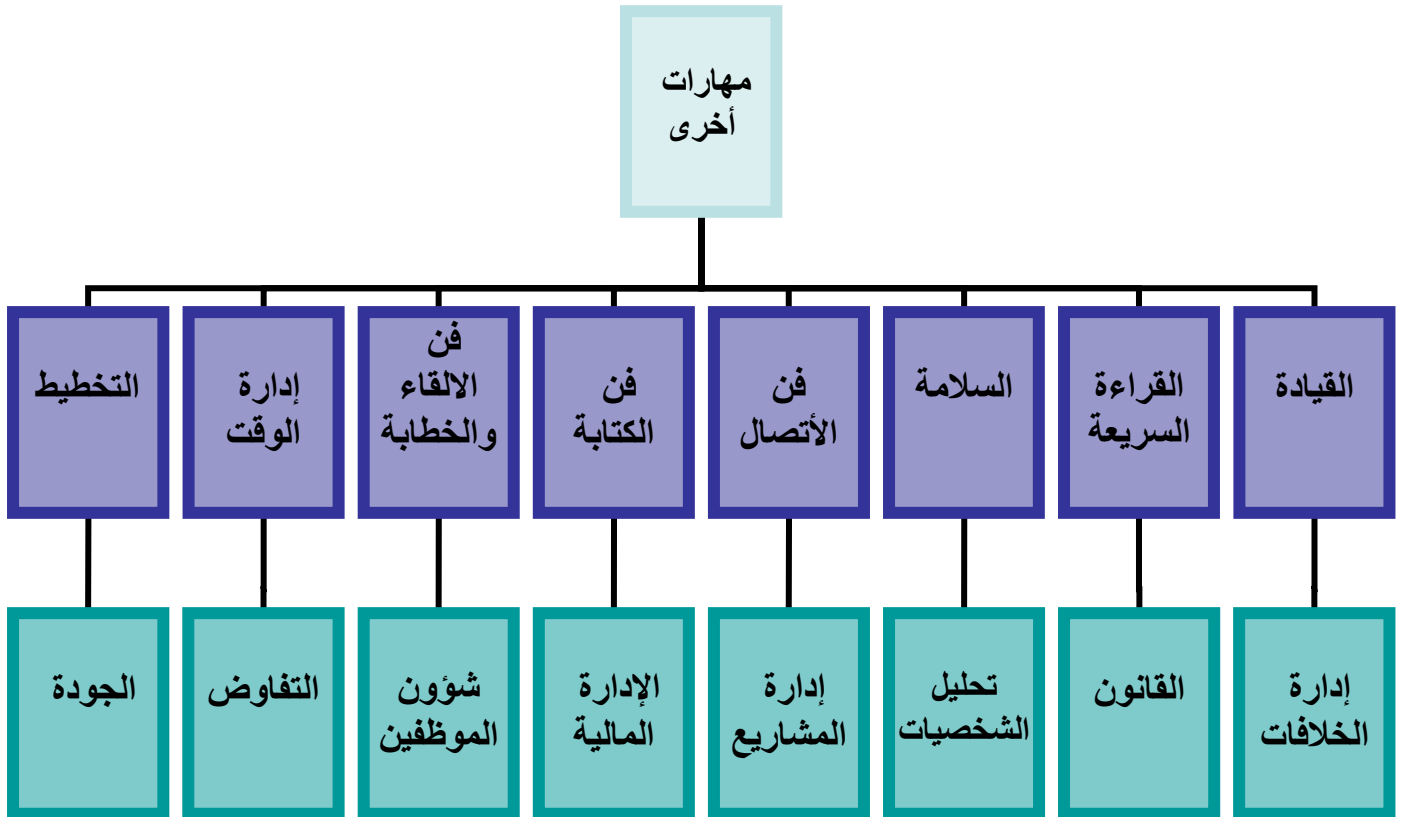 مهارات
أخرى
القيادة
القراءة
السريعة
السلامة
فن
الأتصال
فن
الكتابة
فن
الالقاء
والخطابة
إدارة
الوقت
التخطيط
إدارة
الخلافات
القانون
تحليل
الشخصيات
إدارة
المشاريع
الإدارة
المالية
شؤون
الموظفين
التفاوض
الجودة